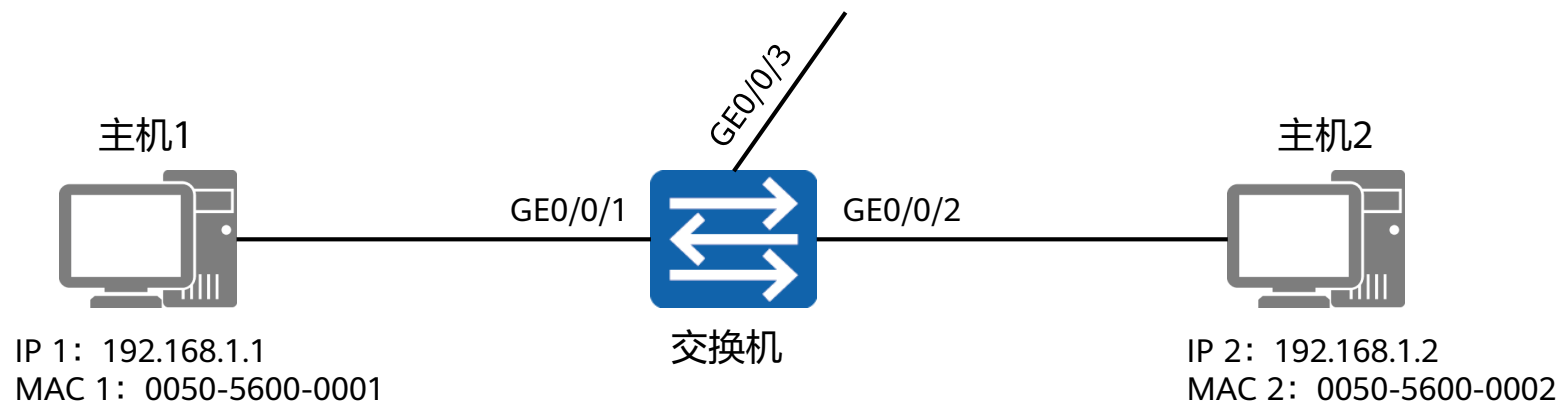 GE0/0/3
主机1
主机2
GE0/0/1
GE0/0/2
交换机
IP 1：192.168.1.1
MAC 1：0050-5600-0001
IP 2：192.168.1.2
MAC 2：0050-5600-0002